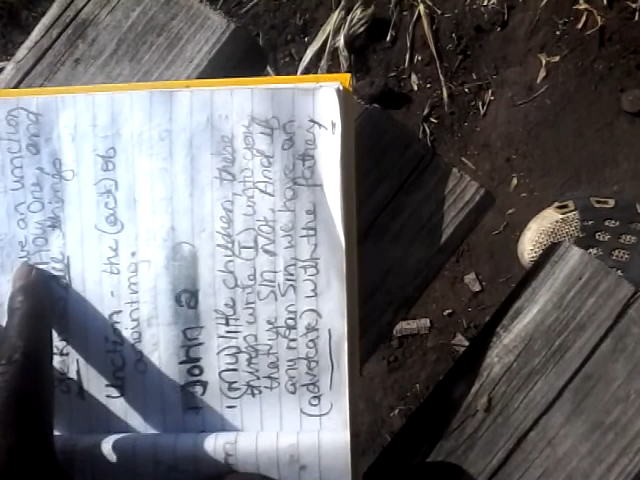 ve an unction
Holy One, and
all things
Unction - the (act) of
anointing.
1 John 2
1 (My) little children, these
things write (I) unto you,
that ye sin not. And if
any man sin, we have an
(advocate) with the father,